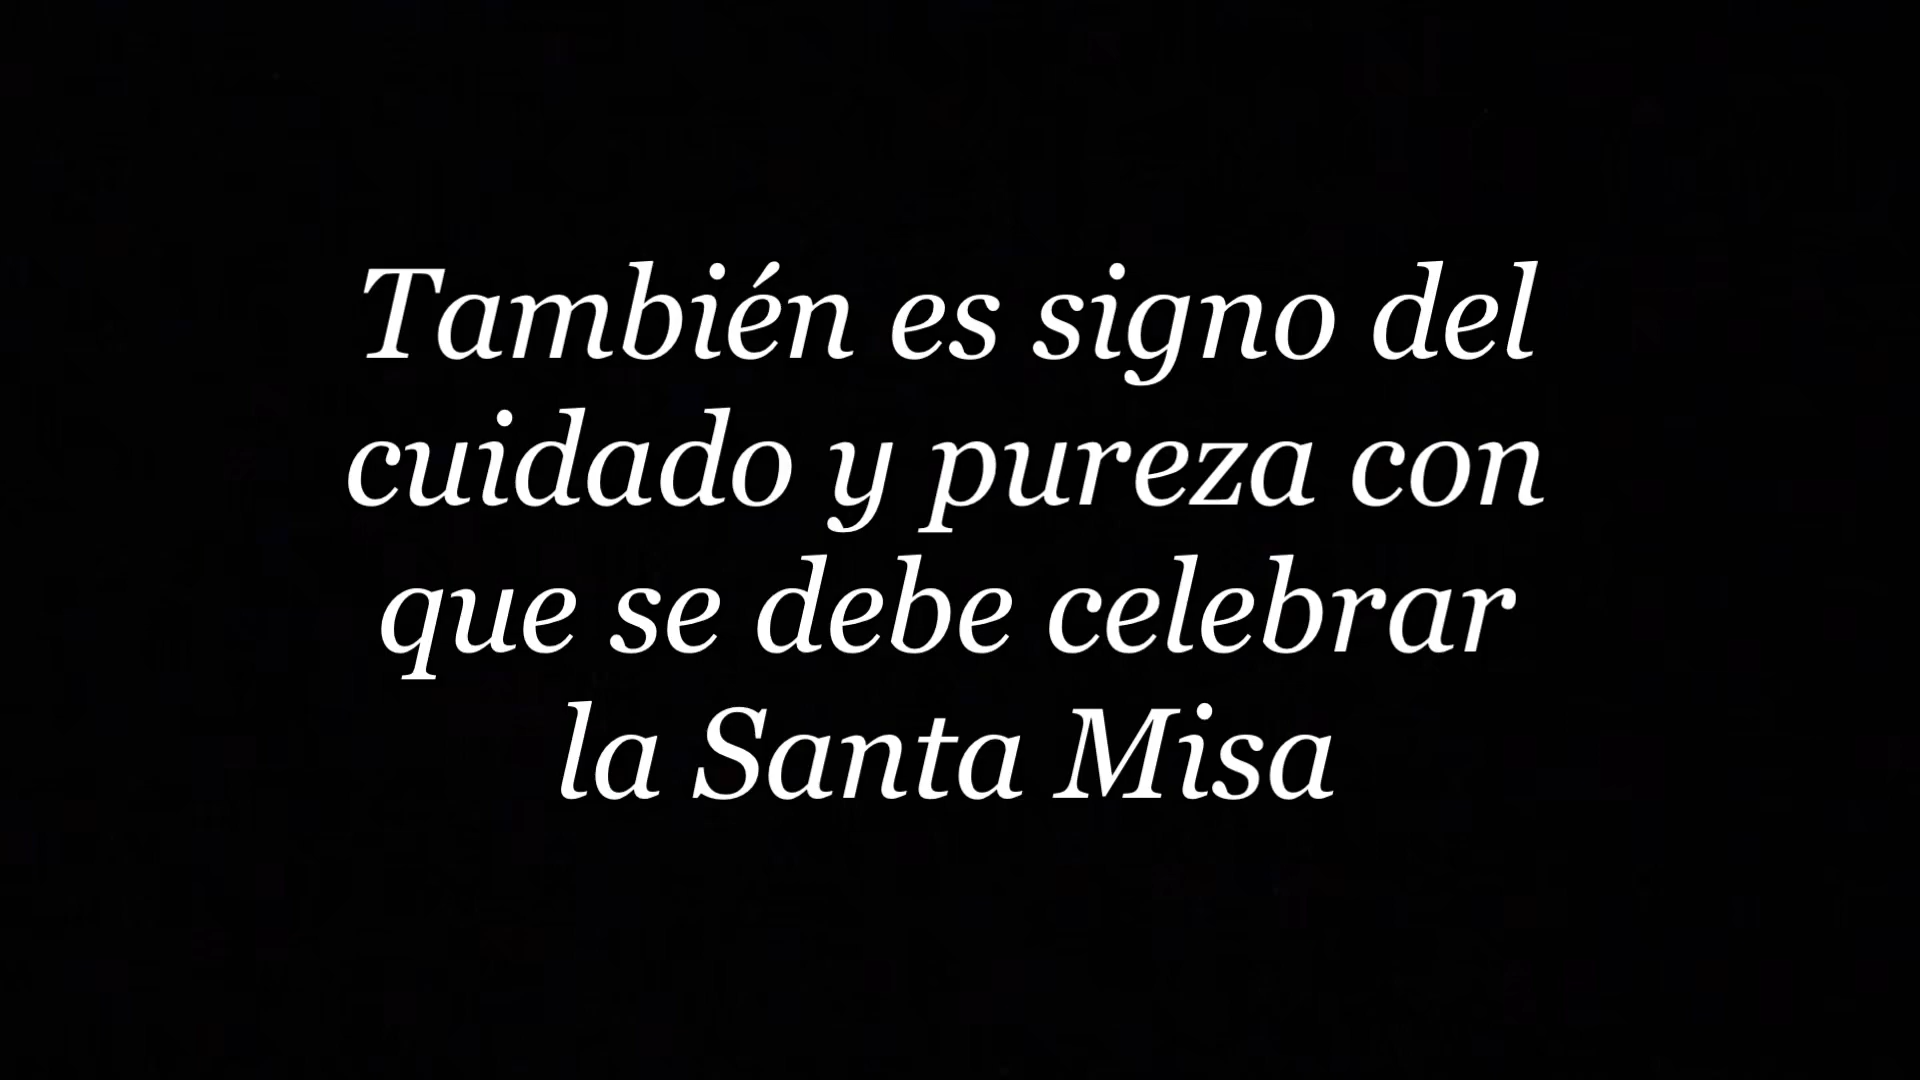 También es signo del
cuidado y pureza con
que se debe celebrar
la Santa Misa